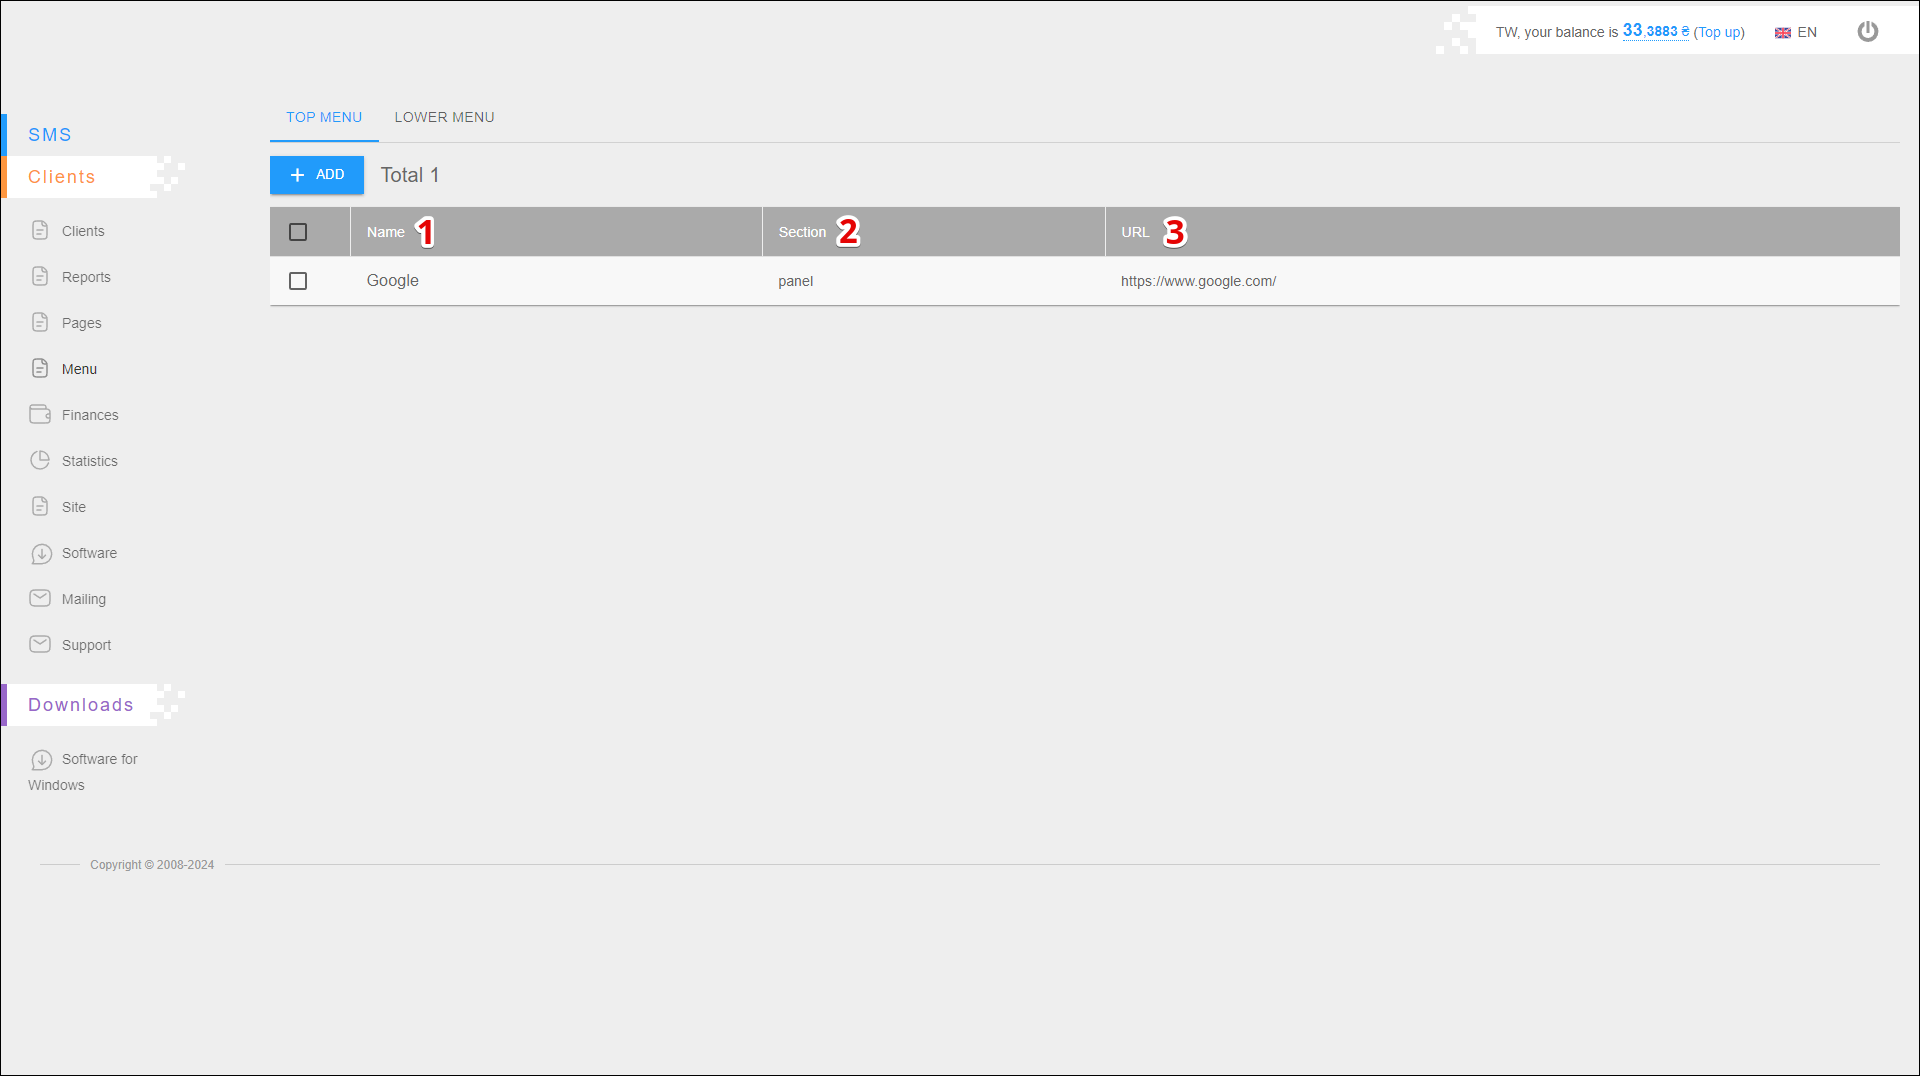 TW, your balance is 33.3883 ₴ (Top up)
EN
SMS
Clients
Clients
Reports
Pages
Menu
Finances
Statistics
Site
Software
Mailing
Support
Downloads
Software for
Windows
TOP MENU LOWER MENU
+ ADD Total 1
Name 1 Section 2 URL 3
Google panel https://www.google.com/
Copyright © 2008-2024